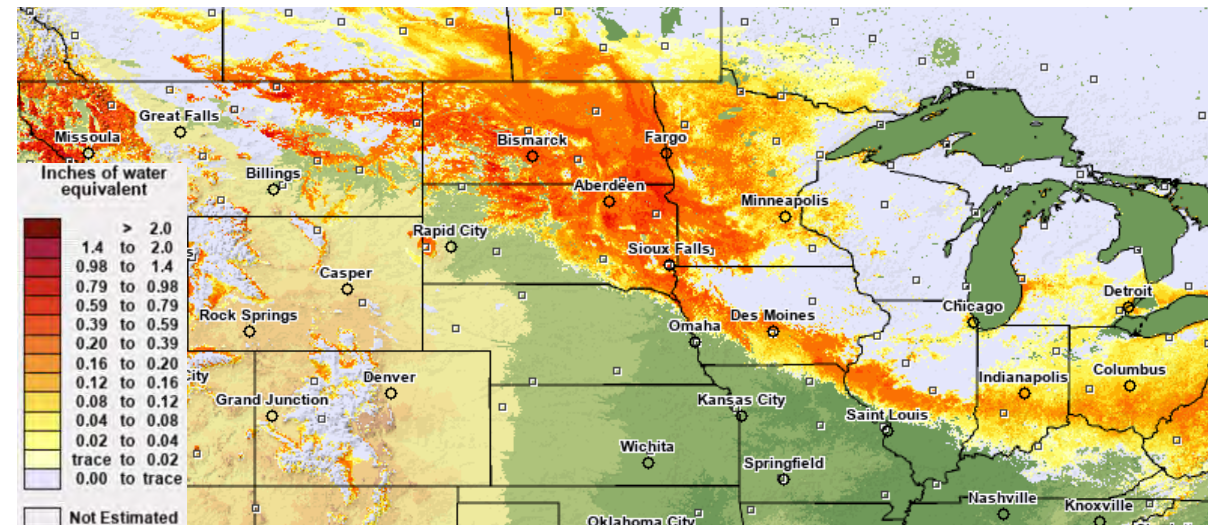 Great Falls
Missoula
Bismarck
Fargo
Inches of water
equivalent
Billings
Aberdeen
Minneapolis
> 2.0
1.4 to 2.0
0.98 to 1.4
0.79 to 0.98
0.59 to 0.79
0.39 to 0.59
0.20 to 0.39
0.16 to 0.20
0.12 to 0.16
0.08 to 0.12
0.04 to 0.08
0.02 to 0.04
trace to 0.02
0.00 to trace
Not Estimated
Rapid City
Sioux Falls
Casper
Detroit
Chicago
Rock Springs
Omaha
Des Moines
City
Denver
Indianapolis
Columbus
Grand Junction
Kansas City
Saint Louis
Wichita
Springfield
Nashville
Knoxville
Oklahoma City